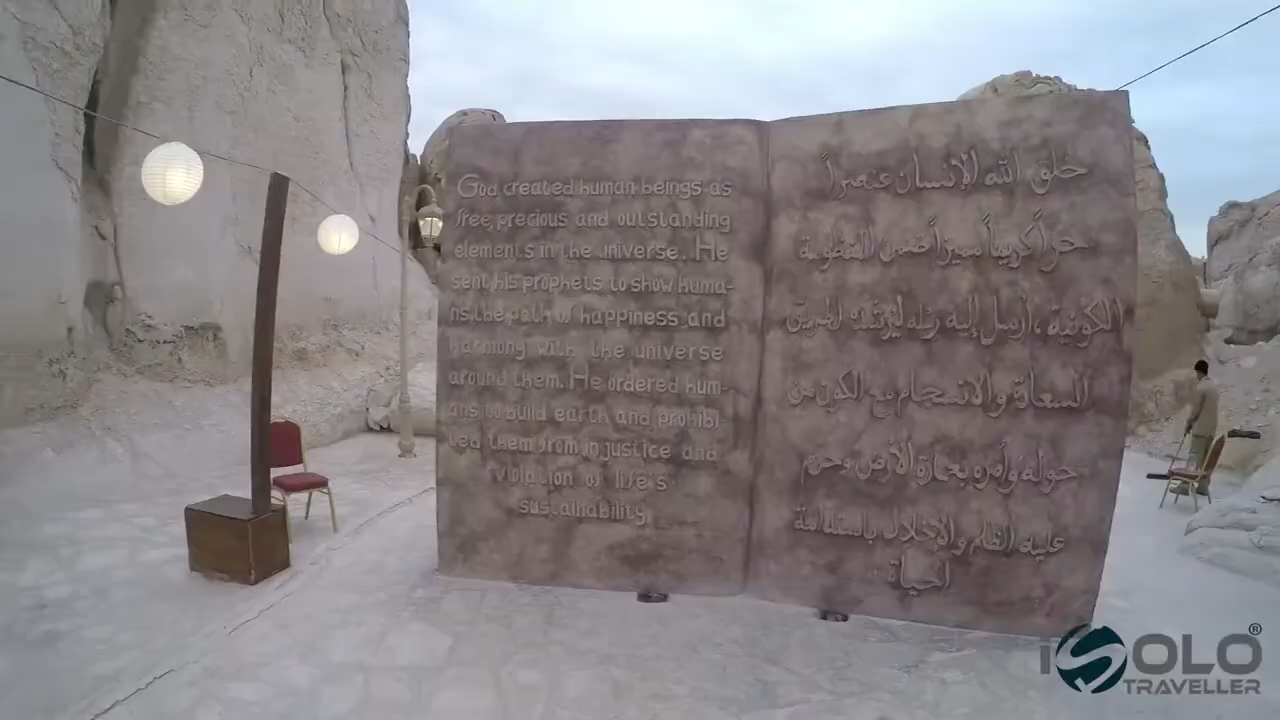 God created human beings as
free, precious and outstanding
elements in the universe. He
sent his prophets to show huma-
ns the path of happiness and
harmony with the universe
around them. He ordered hum-
ans to build earth and prohibi-
ted them from injustice and
violation of life's
sustainability
خلق الله الإنسان عنصراً
حراً كريماً مميزاً ضمن المنظومة
الكونية، أرسل إليه رسله ليرشده لطريق
السعادة والانسجام مع الكون من
حوله وأمره بعمارة الأرض وحرم
عليه الظلم والإخلال باستدامة
الحياة
iSOLO®
TRAVELLER